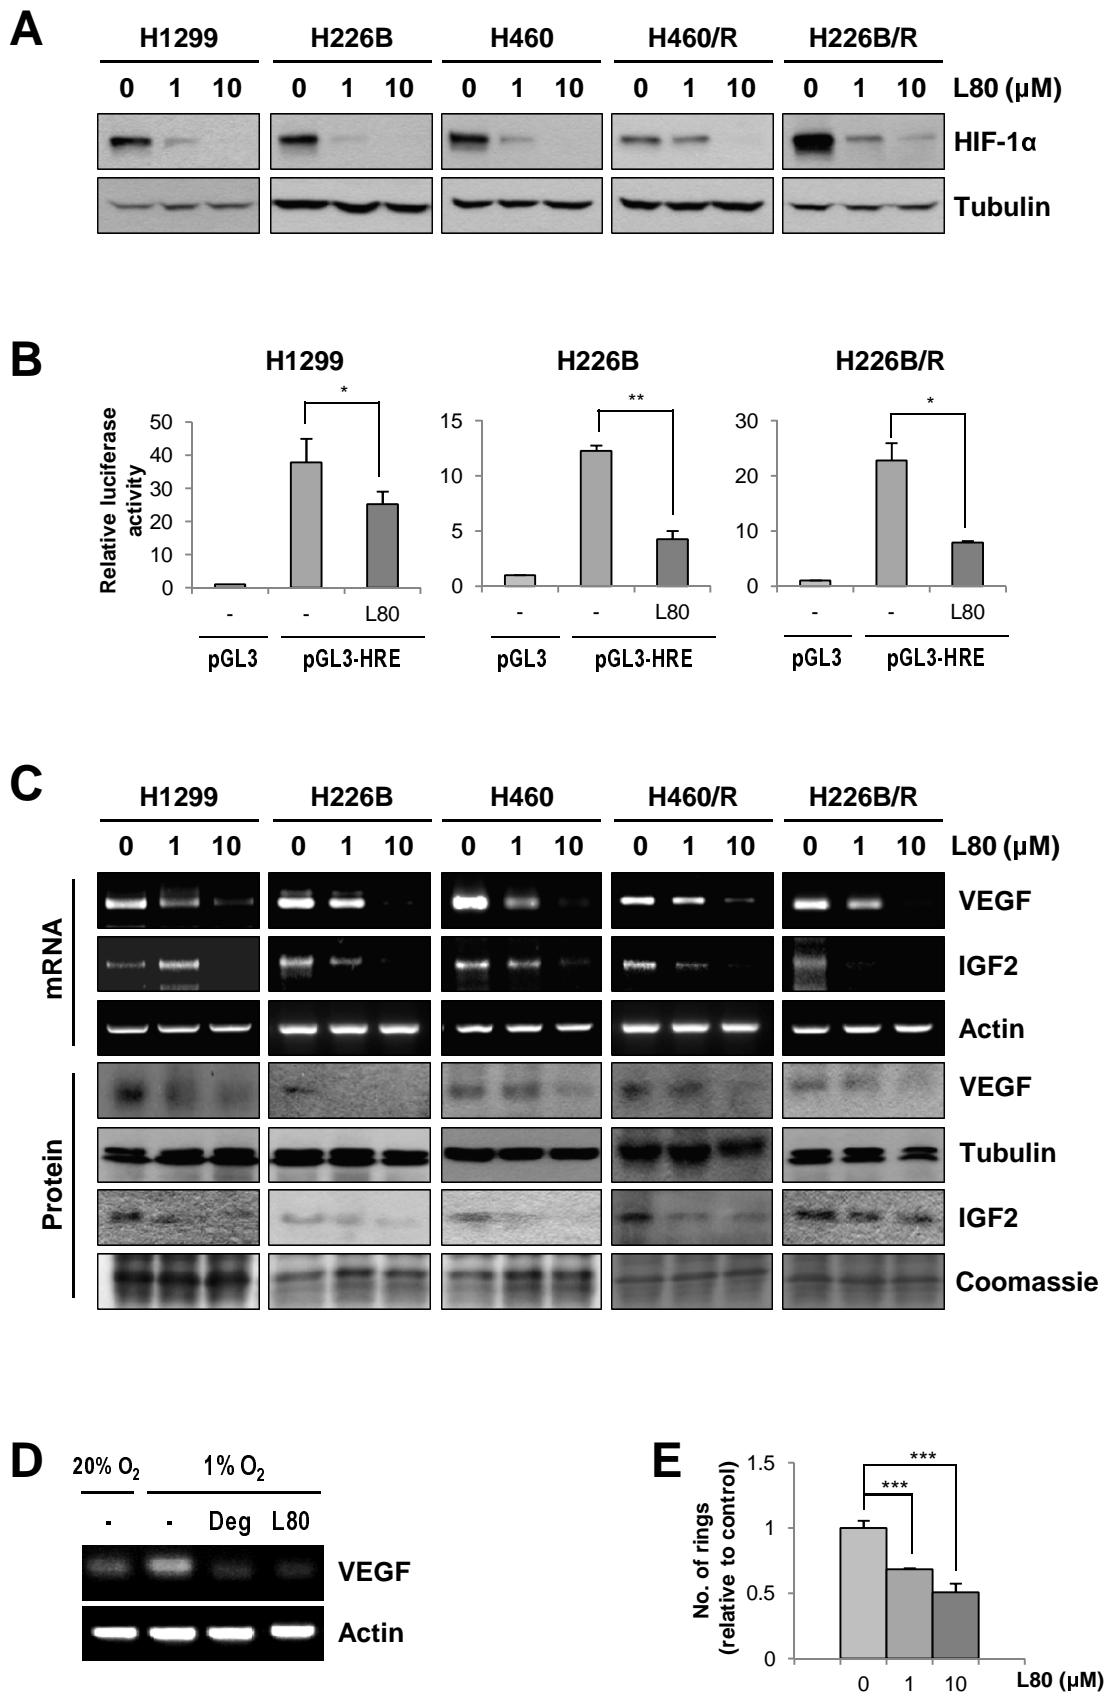 A
H1299 H226B H460 H460/R H226B/R
0 1 10 0 1 10 0 1 10 0 1 10 0 1 10 L80 (µM)
HIF-1α
Tubulin
B
H1299 H226B H226B/R
Relative luciferase activity
50
40
30
20
10
0
*
- - L80
pGL3 pGL3-HRE
15
10
5
0
**
- - L80
pGL3 pGL3-HRE
30
20
10
0
*
- - L80
pGL3 pGL3-HRE
C
H1299 H226B H460 H460/R H226B/R
0 1 10 0 1 10 0 1 10 0 1 10 0 1 10 L80 (µM)
mRNA
VEGF
IGF2
Actin
Protein
VEGF
Tubulin
IGF2
Coomassie
D
20% O2 1% O2
- - Deg L80
VEGF
Actin
E
No. of rings
(relative to control)
1.5
1
0.5
0
***
***
0 1 10 L80 (µM)